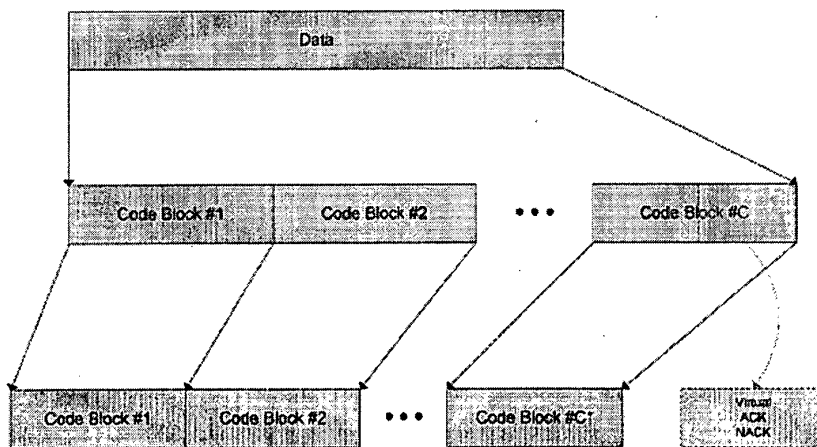 Data
Code Block #1
Code Block #2
Code Block #C
Code Block #1
Code Block #2
Code Block #C
Virtual
ACK
NACK